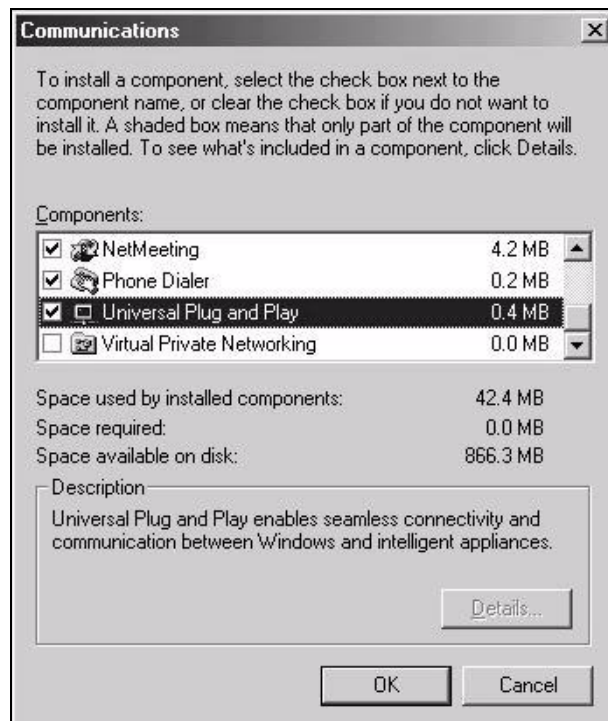 Communications
To install a component, select the check box next to the
component name, or clear the check box if you do not want to
install it. A shaded box means that only part of the component will
be installed. To see what's included in a component, click Details.
Components:
NetMeeting 4.2 MB
Phone Dialer 0.2 MB
Universal Plug and Play 0.4 MB
Virtual Private Networking 0.0 MB
Space used by installed components: 42.4 MB
Space required: 0.0 MB
Space available on disk: 866.3 MB
Description
Universal Plug and Play enables seamless connectivity and
communication between Windows and intelligent appliances.
Details...
OK Cancel